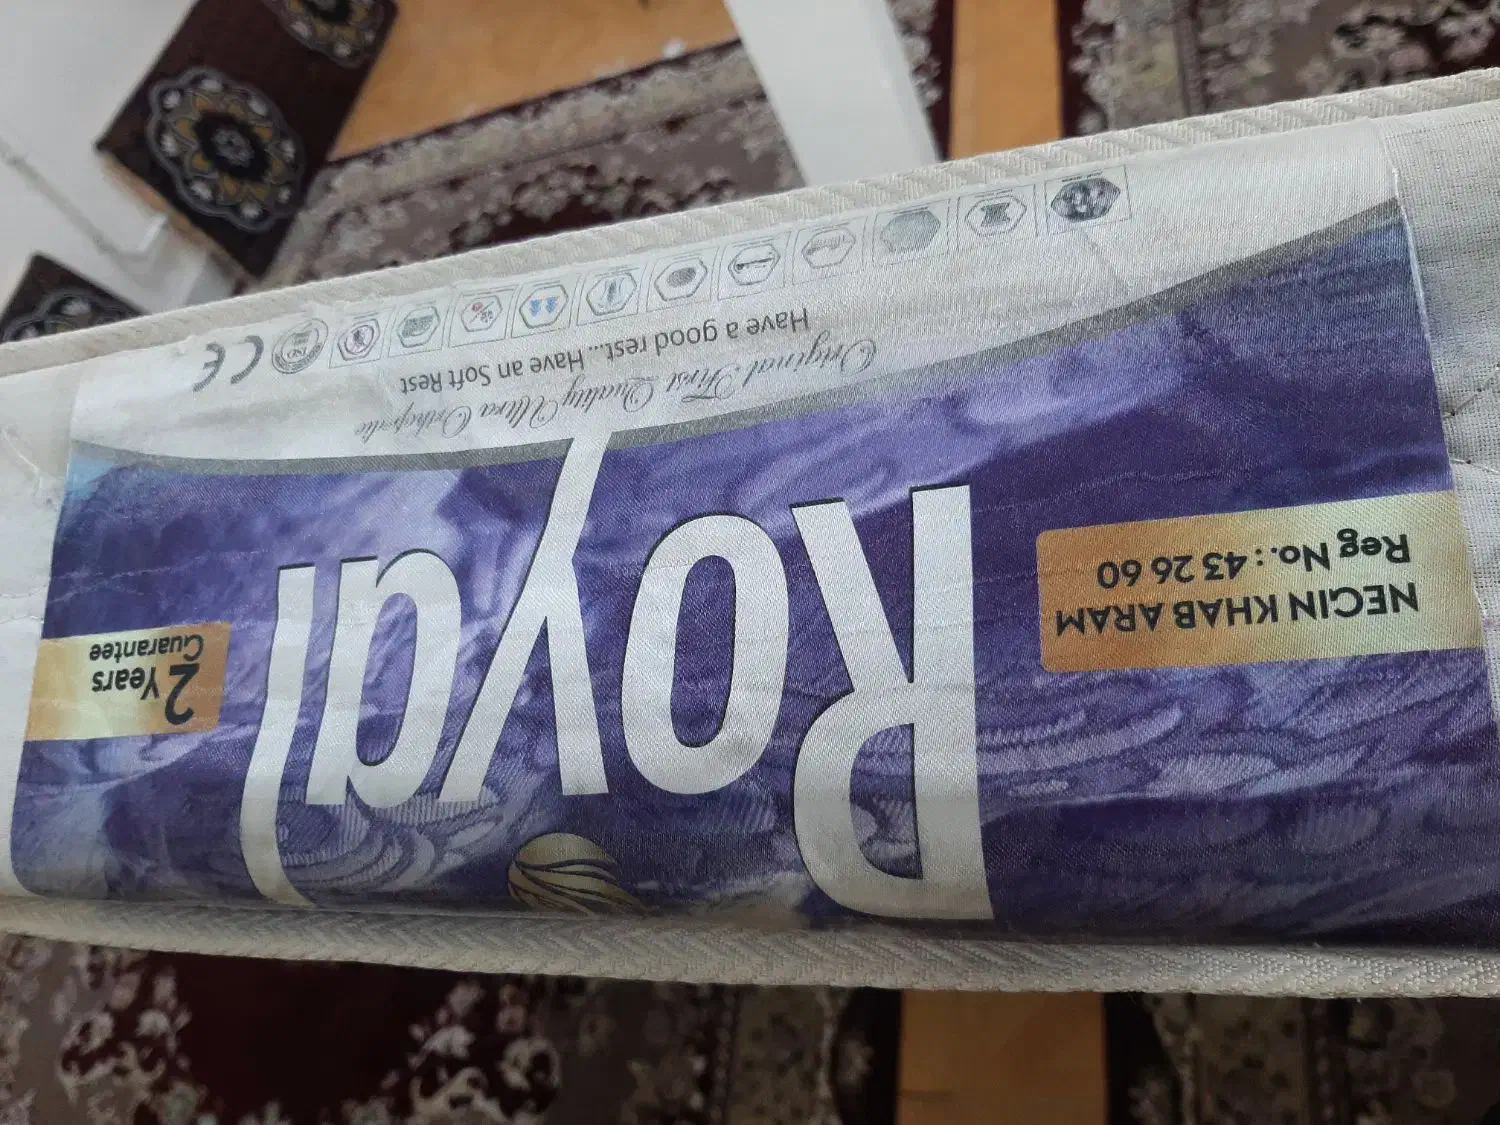 Royal
NEGIN KHAB ARAM
Reg No.: 43 26 60
2 Years
Guarantee
Original First Quality Ultra Orthopedic
Have a good rest... Have an Soft Rest
CE